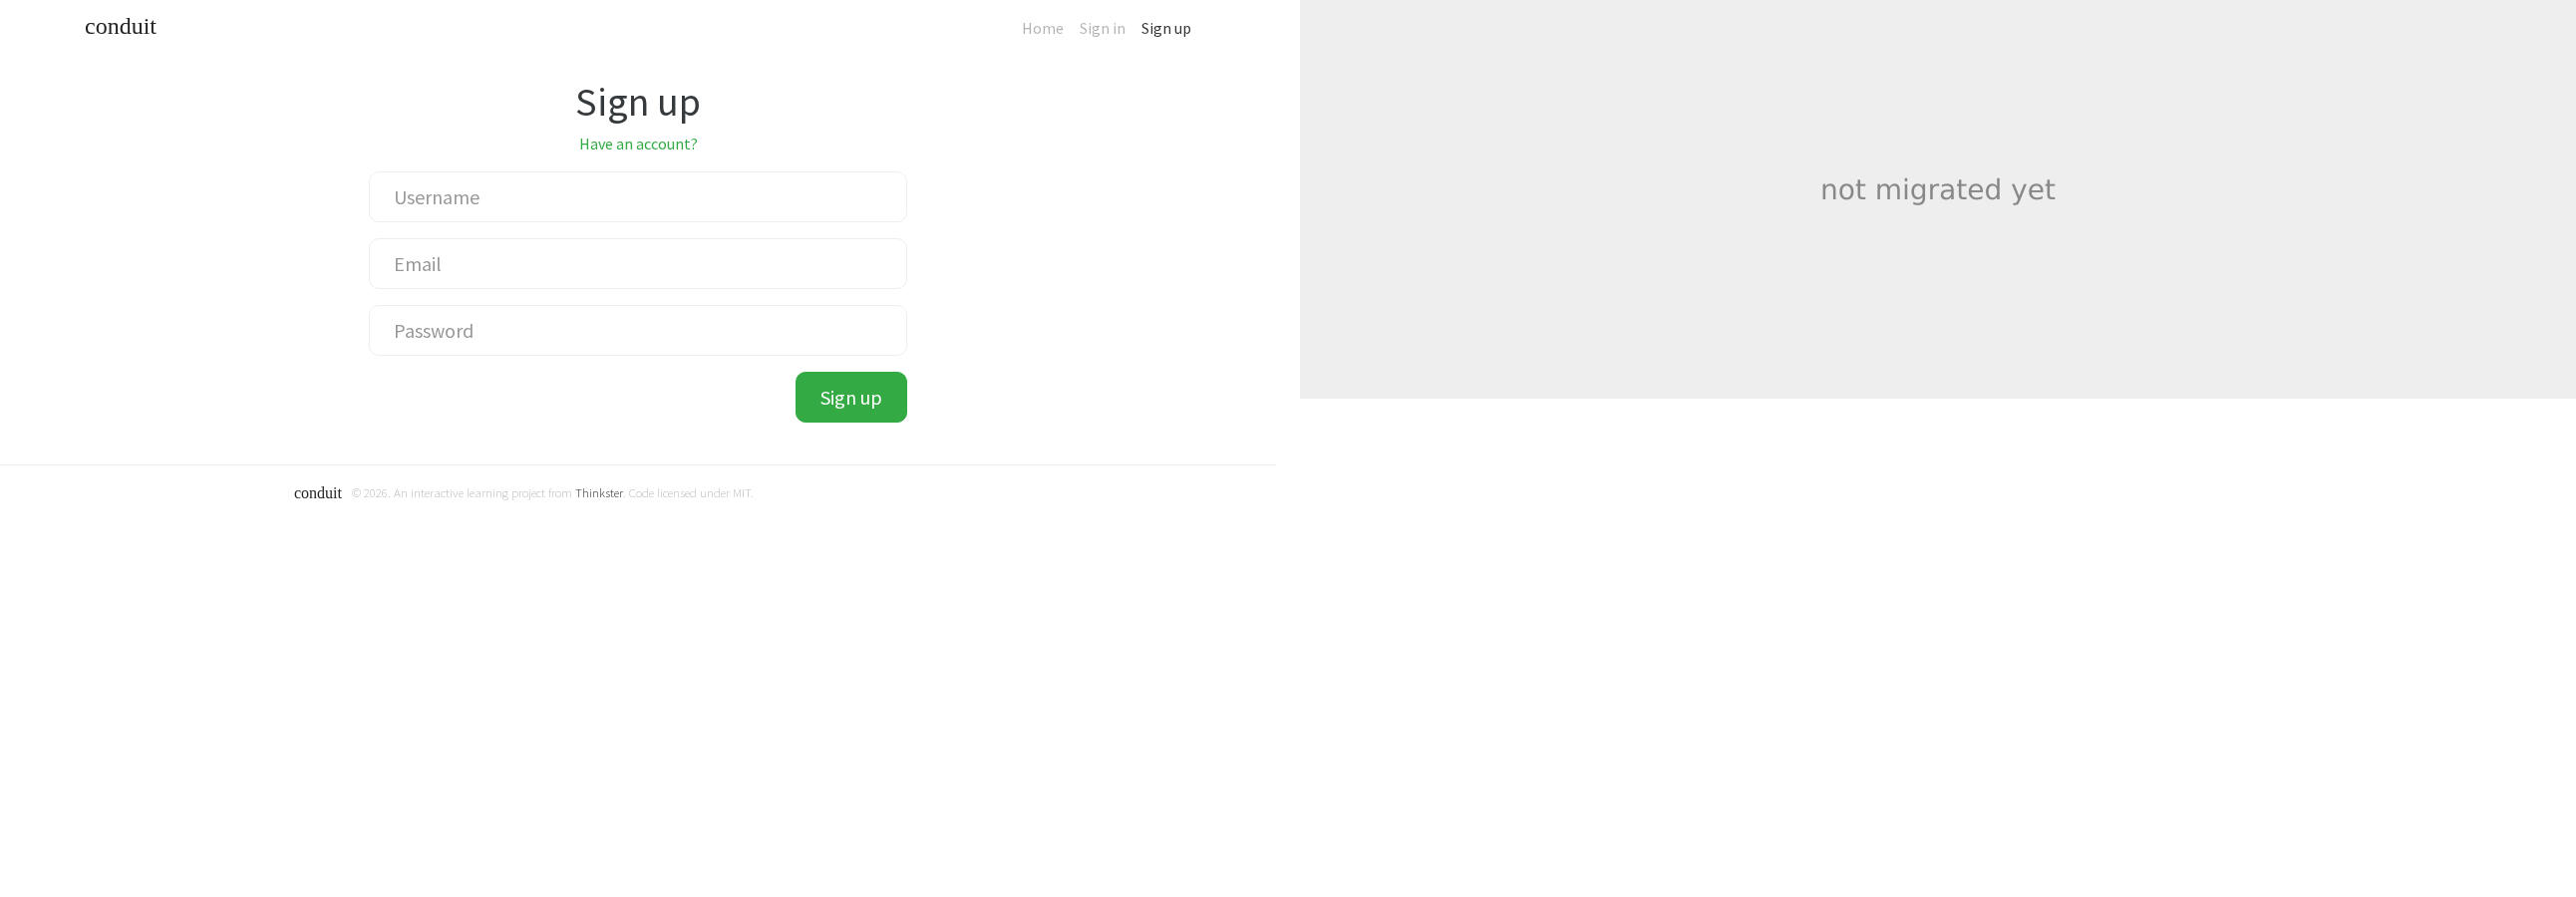 conduit
Home Sign in Sign up
Sign up
Have an account?
Username
Email
Password
Sign up
conduit © 2026. An interactive learning project from Thinkster. Code licensed under MIT.
not migrated yet